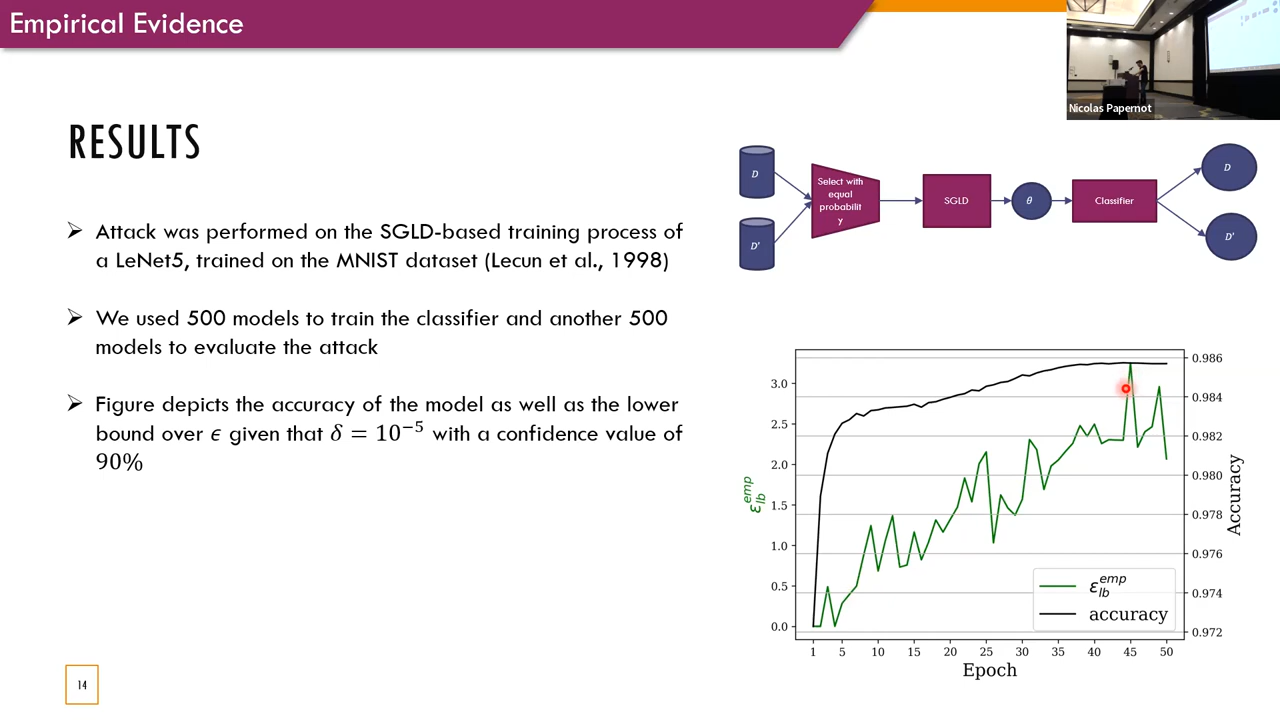 Empirical Evidence
Nicolas Papernot
RESULTS
➢ Attack was performed on the SGLD-based training process of
a LeNet5, trained on the MNIST dataset (Lecun et al., 1998)
➢ We used 500 models to train the classifier and another 500
models to evaluate the attack
➢ Figure depicts the accuracy of the model as well as the lower
bound over ϵ given that δ = 10⁻⁵ with a confidence value of
90%
D
D'
Select with
equal
probabilit
y
SGLD
θ
Classifier
D
D'
3.0
2.5
2.0
1.5
1.0
0.5
0.0
ε_{lb}^{emp}
0.986
0.984
0.982
0.980
0.978
0.976
0.974
0.972
Accuracy
ε_{lb}^{emp}
accuracy
1 5 10 15 20 25 30 35 40 45 50
Epoch
14